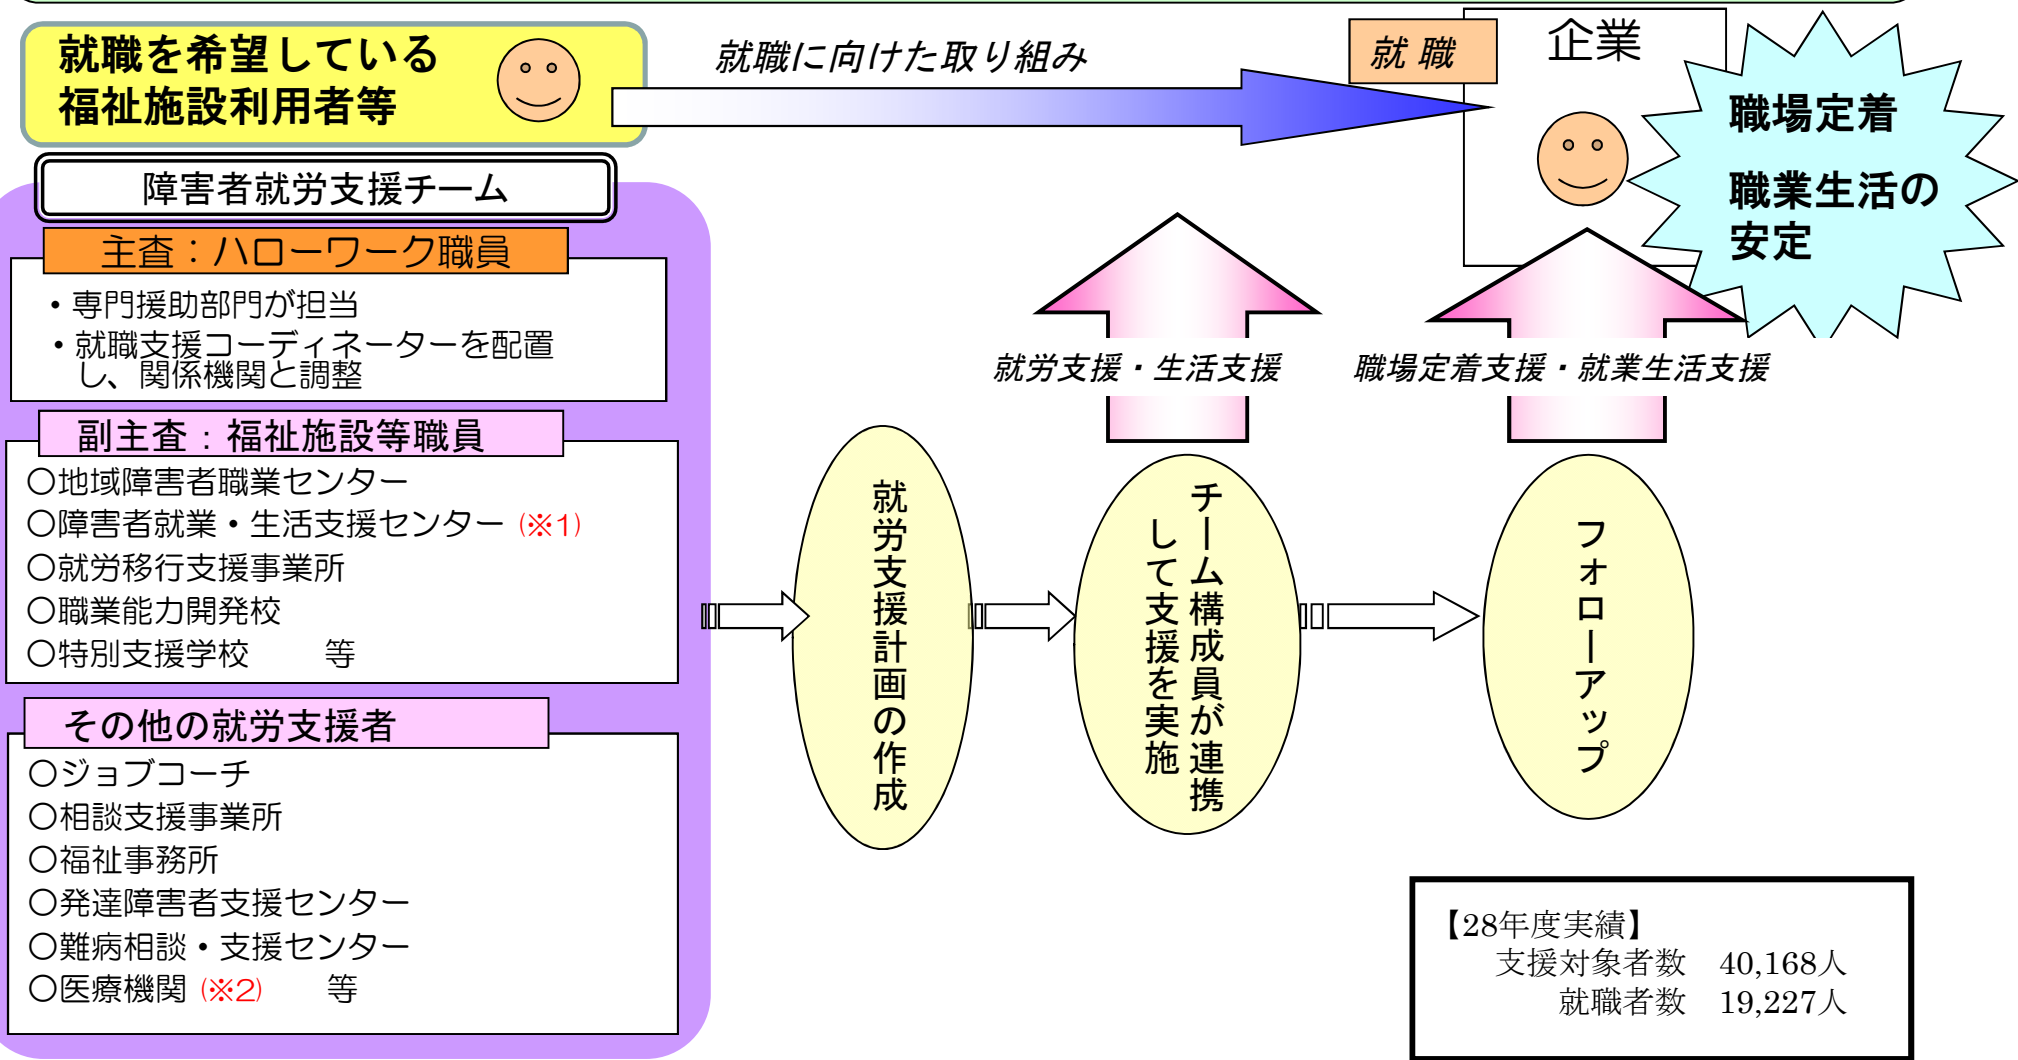 就職を希望している
福祉施設利用者等
就職に向けた取り組み
就 職
企業
職場定着
職業生活の
安定
障害者就労支援チーム
主査：ハローワーク職員
・専門援助部門が担当
・就職支援コーディネーターを配置
し、関係機関と調整
副主査：福祉施設等職員
○地域障害者職業センター
○障害者就業・生活支援センター (※1)
○就労移行支援事業所
○職業能力開発校
○特別支援学校　　等
その他の就労支援者
○ジョブコーチ
○相談支援事業所
○福祉事務所
○発達障害者支援センター
○難病相談・支援センター
○医療機関 (※2)　　等
就労支援・生活支援
職場定着支援・就業生活支援
就労支援計画の作成
チーム構成員が連携
して支援を実施
フォローアップ
【28年度実績】
支援対象者数　40,168人
就職者数　19,227人